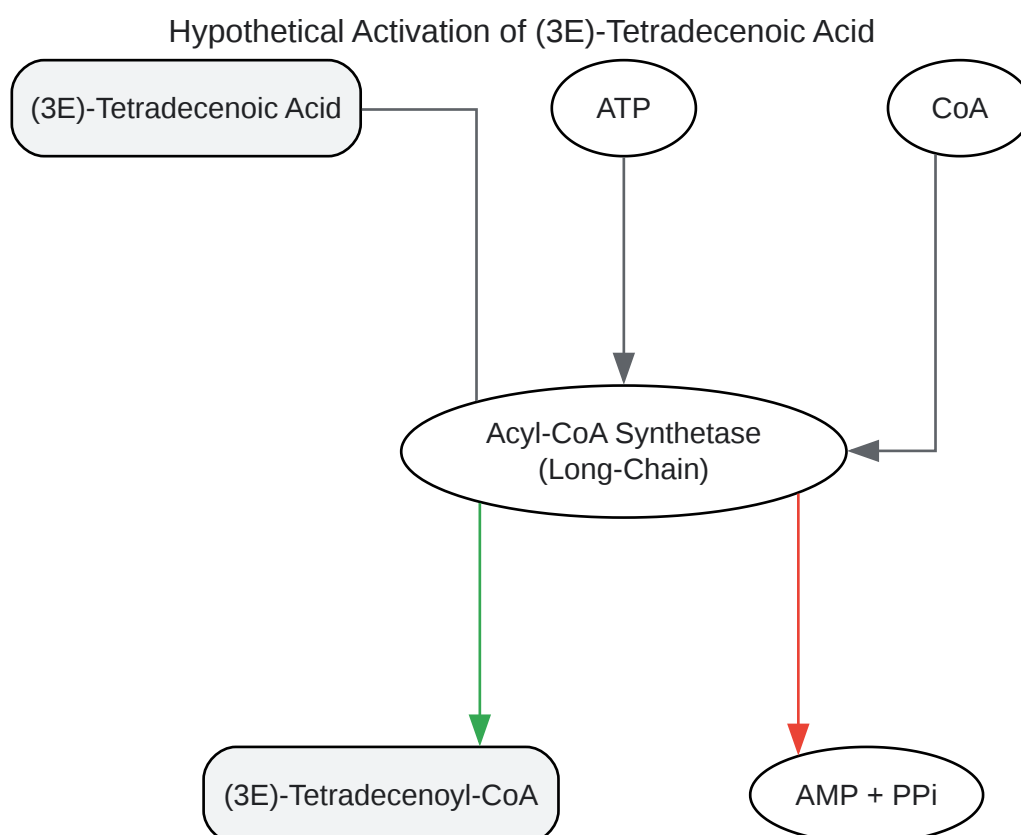 Hypothetical Activation of (3E)-Tetradecenoic Acid
(3E)-Tetradecenoic Acid
ATP
CoA
Acyl-CoA Synthetase
(Long-Chain)
(3E)-Tetradecenoyl-CoA
AMP + PPi